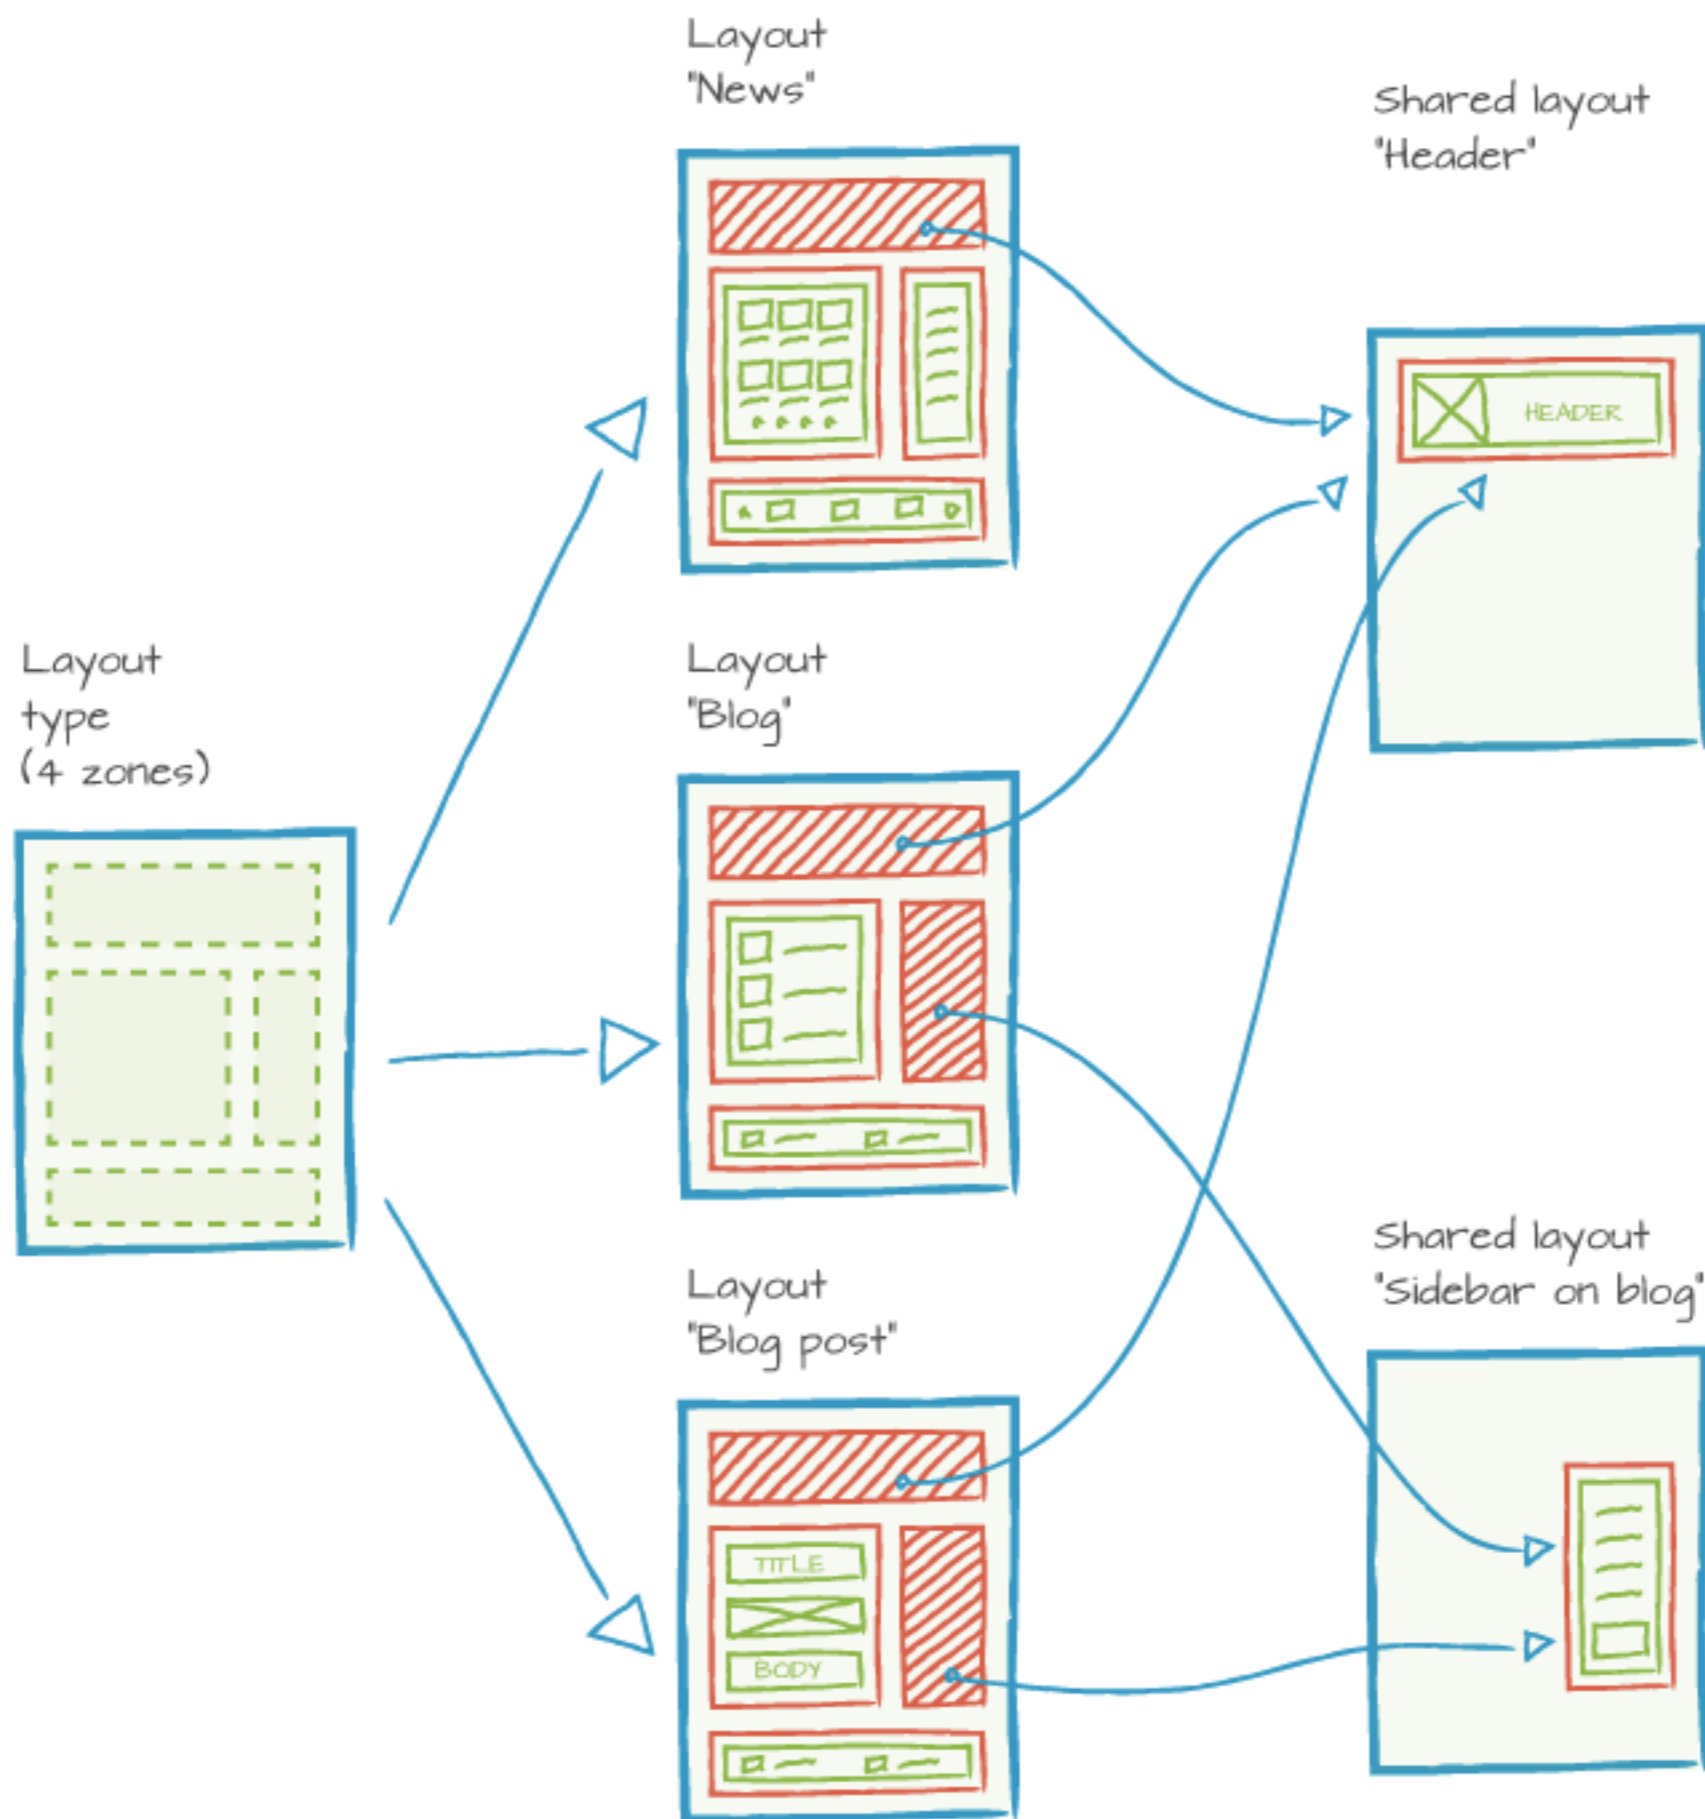 Layout
"News"
Shared layout
"Header"
HEADER
Layout
type
(4 zones)
Layout
"Blog"
Layout
"Blog post"
TITLE
BODY
Shared layout
"Sidebar on blog"